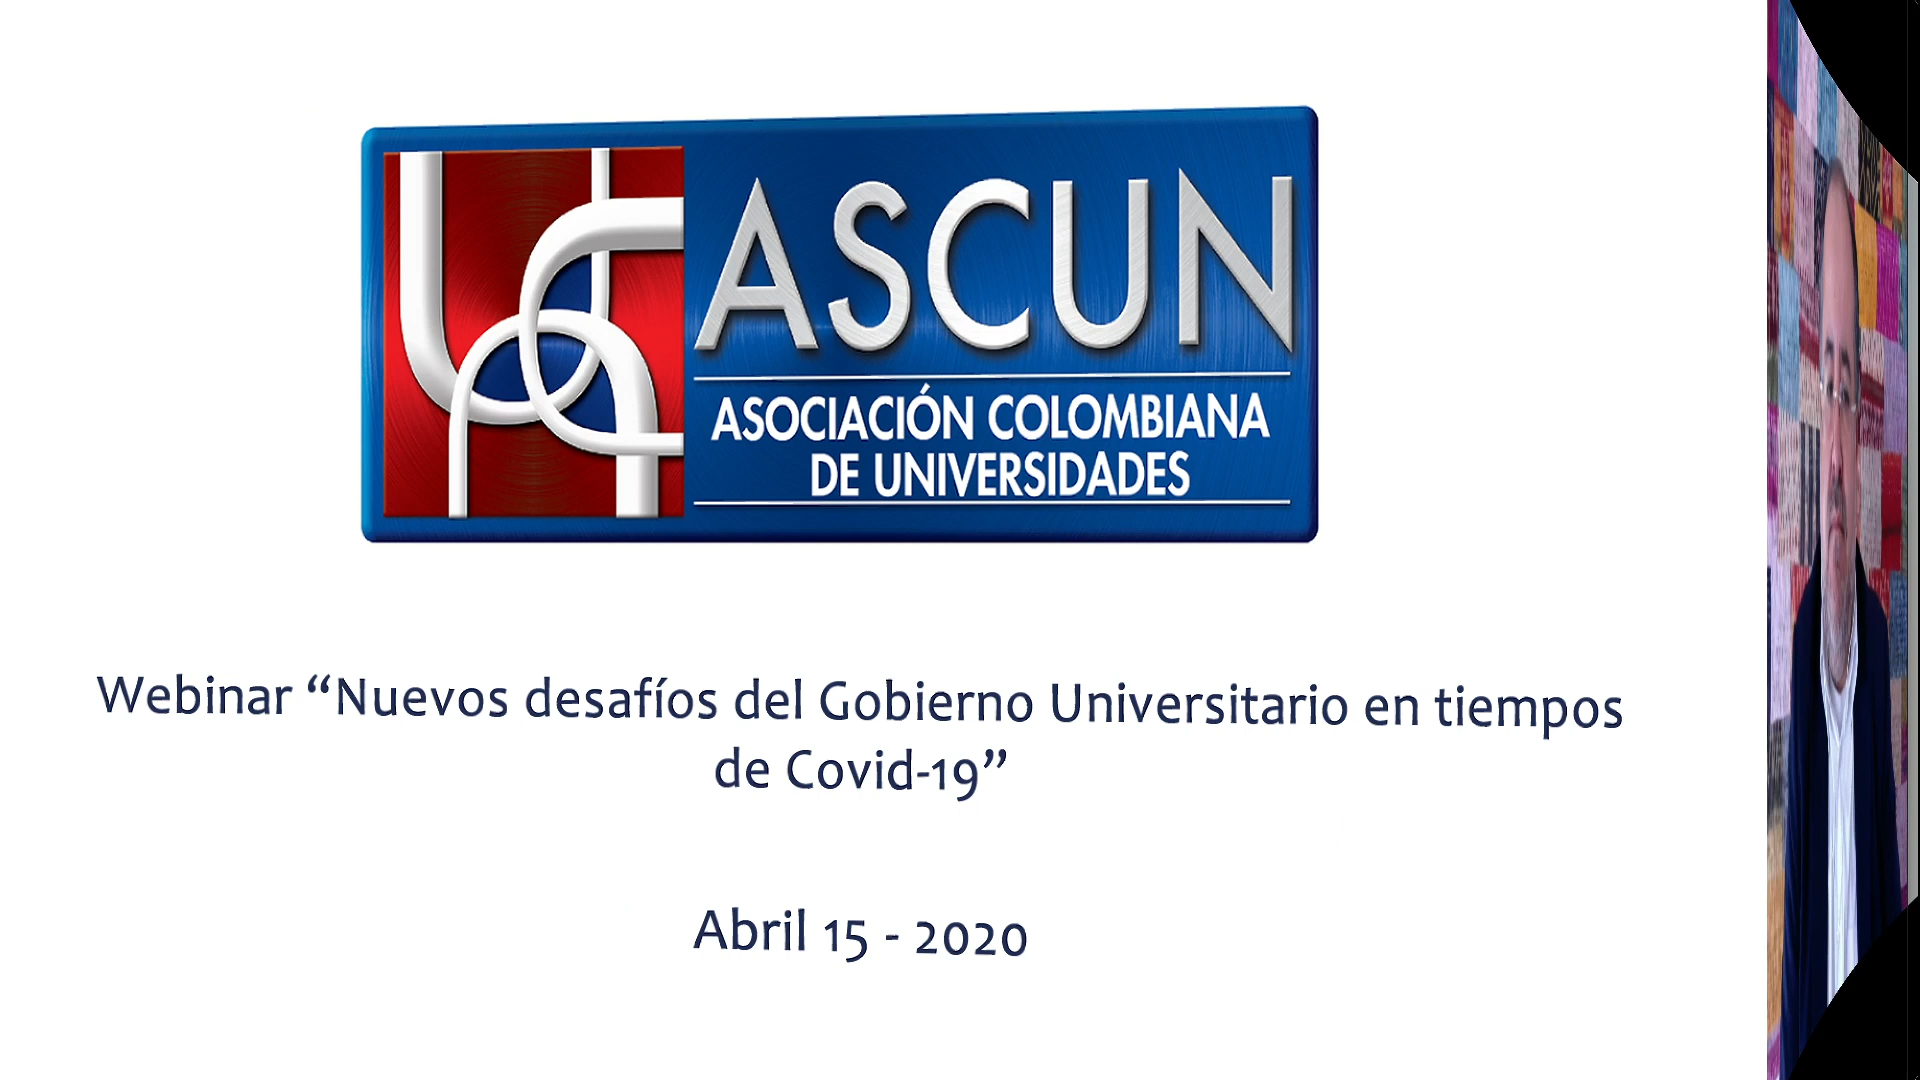 ASCUN
ASOCIACIÓN COLOMBIANA
DE UNIVERSIDADES
Webinar “Nuevos desafíos del Gobierno Universitario en tiempos
de Covid-19”
Abril 15 - 2020